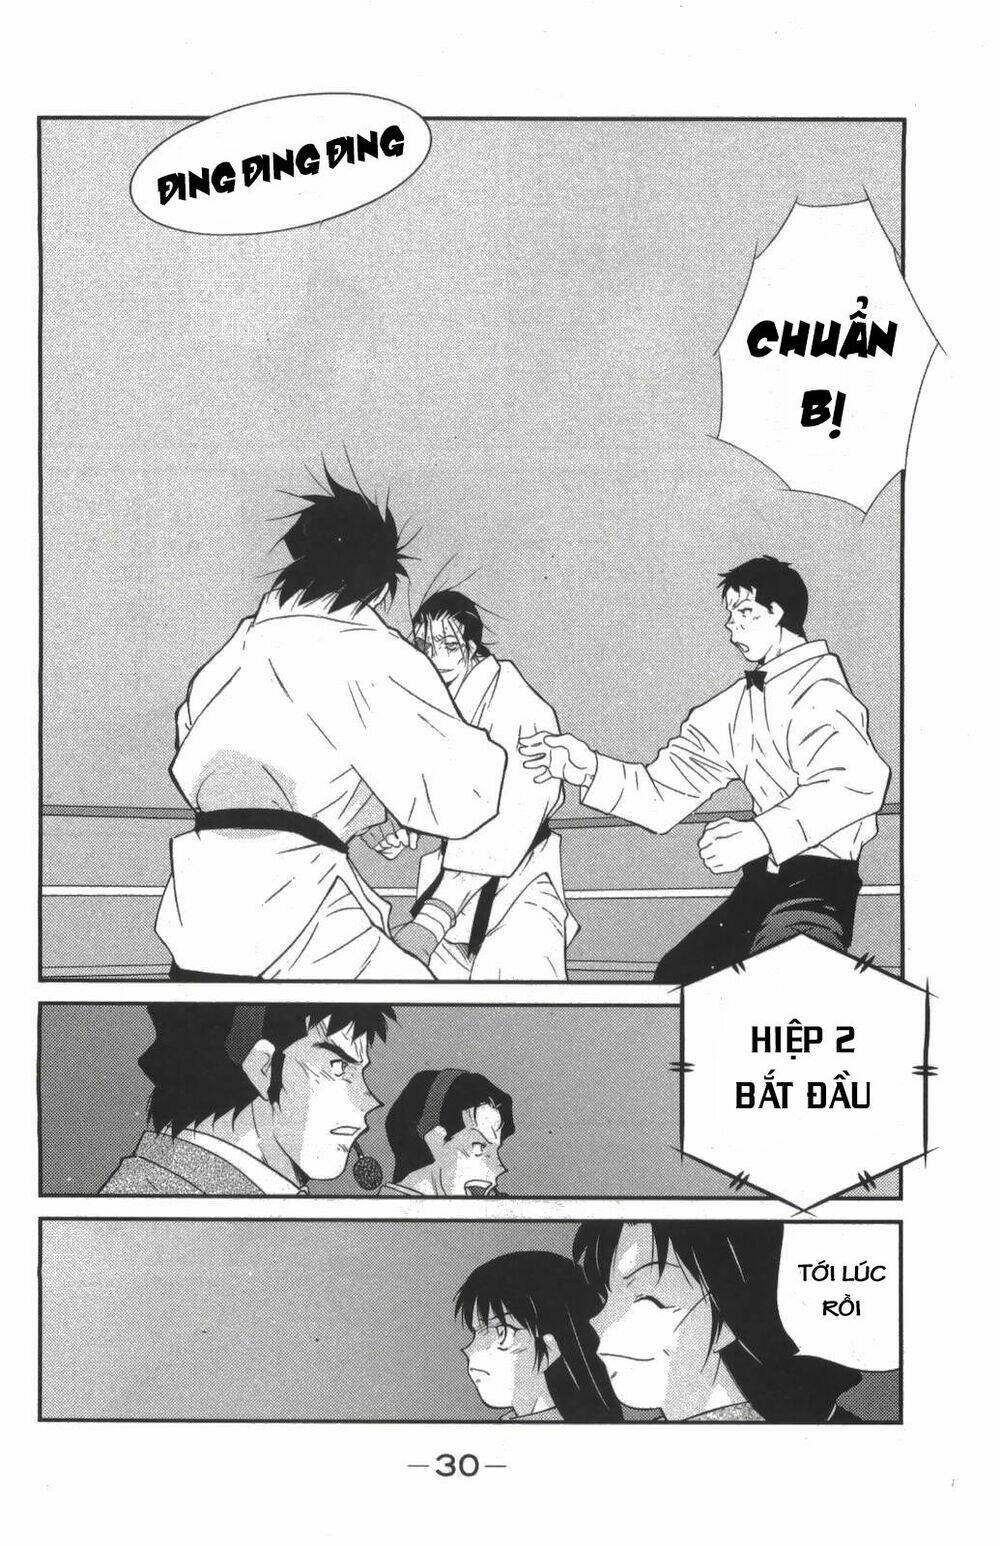 ĐING ĐING ĐING
CHUẨN
BỊ
HIỆP 2
BẮT ĐẦU
TỚI LÚC
RỒI
—30—